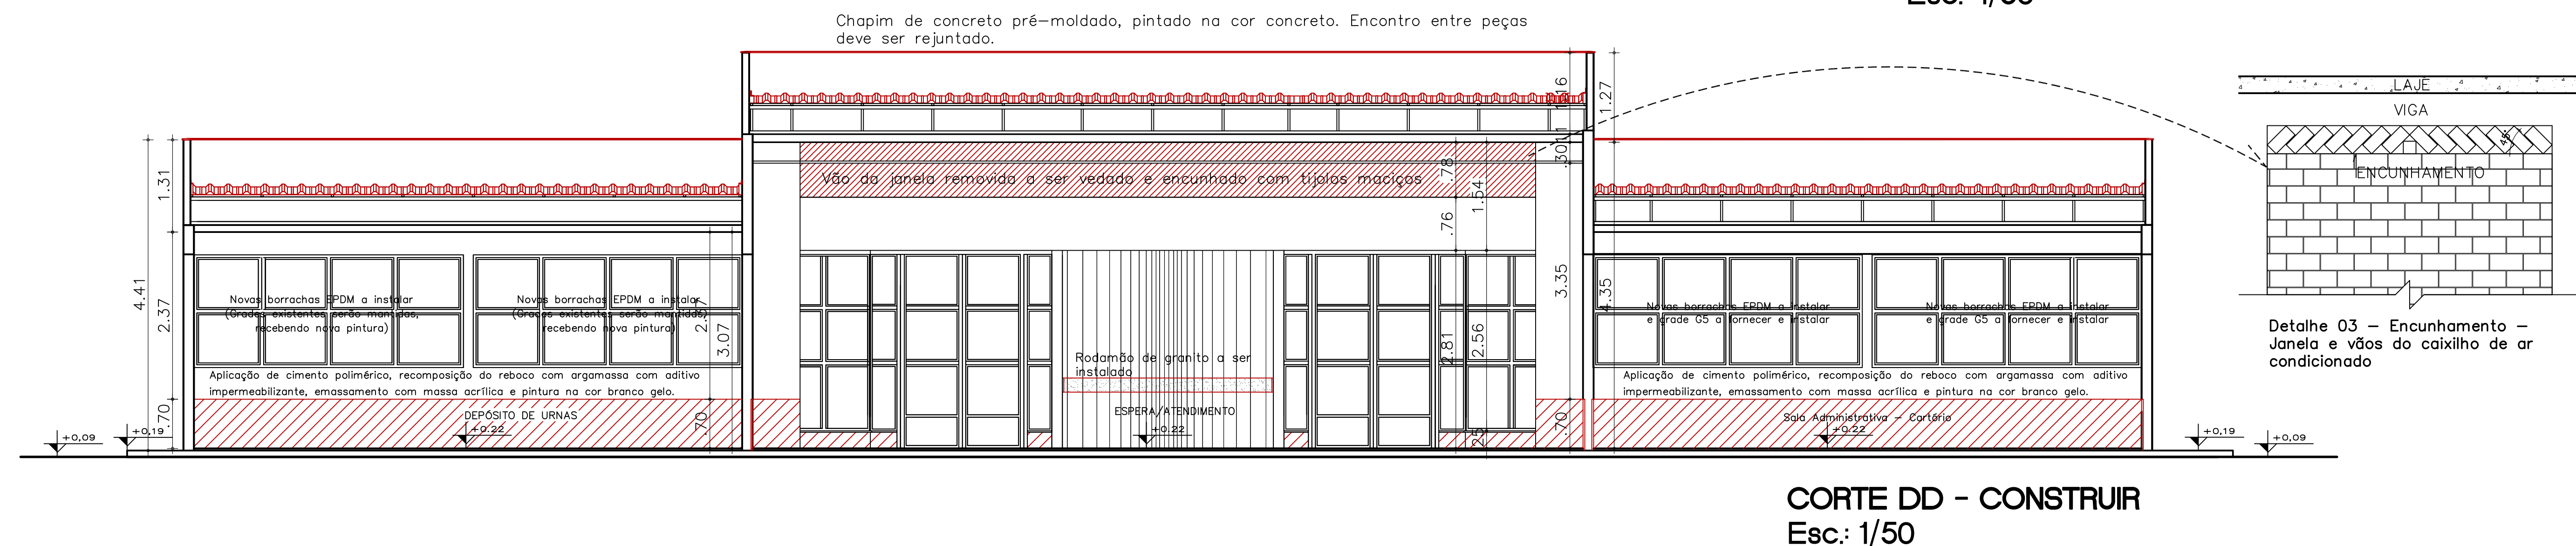 Esc.: 1/50
Chapim de concreto pré-moldado, pintado na cor concreto. Encontro entre peças
deve ser rejuntado.
LAJE
VIGA
45°
ENCUNHAMENTO
1.27
.30
1.31
.78
1.54
.76
Vão da janela removida a ser vedado e encunhado com tijolos maciços
4.41
2.37
3.35
4.35
Novas borrachas EPDM a instalar
(Grades existentes serão mantidas,
recebendo nova pintura)
Novas borrachas EPDM a instalar
(Grades existentes serão mantidas,
recebendo nova pintura)
3.07
2.81
2.56
Novas borrachas EPDM a instalar
e grade G5 a fornecer e instalar
Novas borrachas EPDM a instalar
e grade G5 a fornecer e instalar
Detalhe 03 - Encunhamento -
Janela e vãos do caixilho de ar
condicionado
Rodamão de granito a ser
instalado
Aplicação de cimento polimérico, recomposição do reboco com argamassa com aditivo
impermeabilizante, emassamento com massa acrílica e pintura na cor branco gelo.
Aplicação de cimento polimérico, recomposição do reboco com argamassa com aditivo
impermeabilizante, emassamento com massa acrílica e pintura na cor branco gelo.
.70
DEPÓSITO DE URNAS
+0.22
.70
ESPERA/ATENDIMENTO
+0.22
.25
.70
Sala Administrativa - Cartório
+0.22
+0,09
+0,19
+0,19
+0,09
CORTE DD - CONSTRUIR
Esc.: 1/50